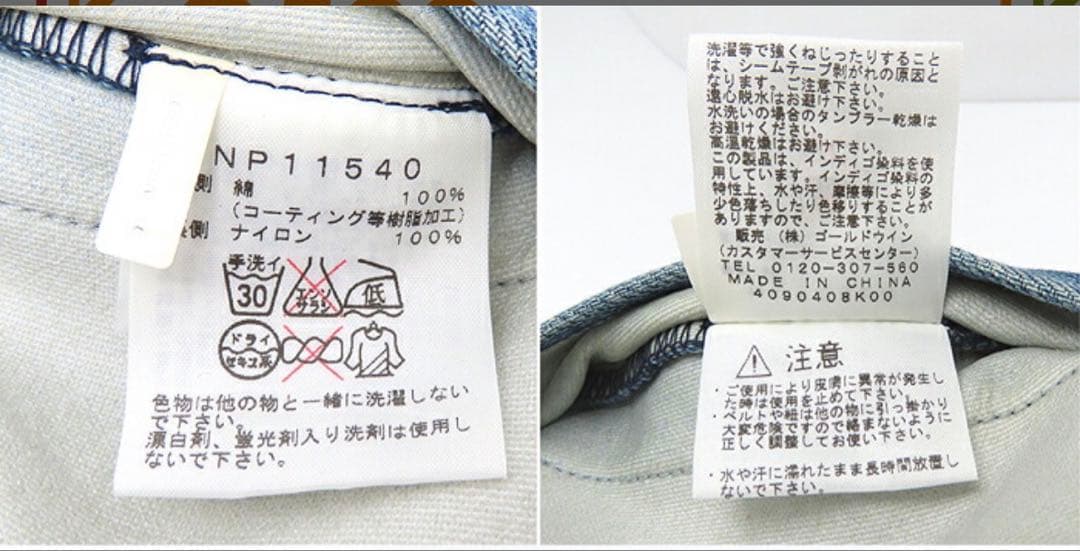 NP11540
側 綿 100%
(コーティング等樹脂加工)
側 ナイロン 100%
手洗イ
30
エンソ
サラシ
低
ドライ
セキユ系
色物は他の物と一緒に洗濯しない
で下さい。
漂白剤、蛍光剤入り洗剤は使用し
ないで下さい。
洗濯等で強くねじったりすること
は、シームテープ剥がれの原因と
なります。ご注意下さい。
遠心脱水はお避け下さい。
水洗いの場合のタンブラー乾燥は
お避けください。
高温乾燥はお避け下さい。
この製品は、インディゴ染料を使
用しています。インディゴ染料の
特性上、水や汗、摩擦等により多
少色落ちしたり色移りすることが
ありますので、ご注意下さい。
販売 (株)ゴールドウイン
(カスタマーサービスセンター)
TEL 0120-307-560
MADE IN CHINA
4090408K00
注意
・ご使用により皮膚に異常が発生し
た時は使用を止めて下さい。
・ベルトや紐は他の物に引っ掛かり
大変危険ですので絡まないように
正しく調整してお使い下さい。
・水や汗に濡れたまま長時間放置し
ないで下さい。